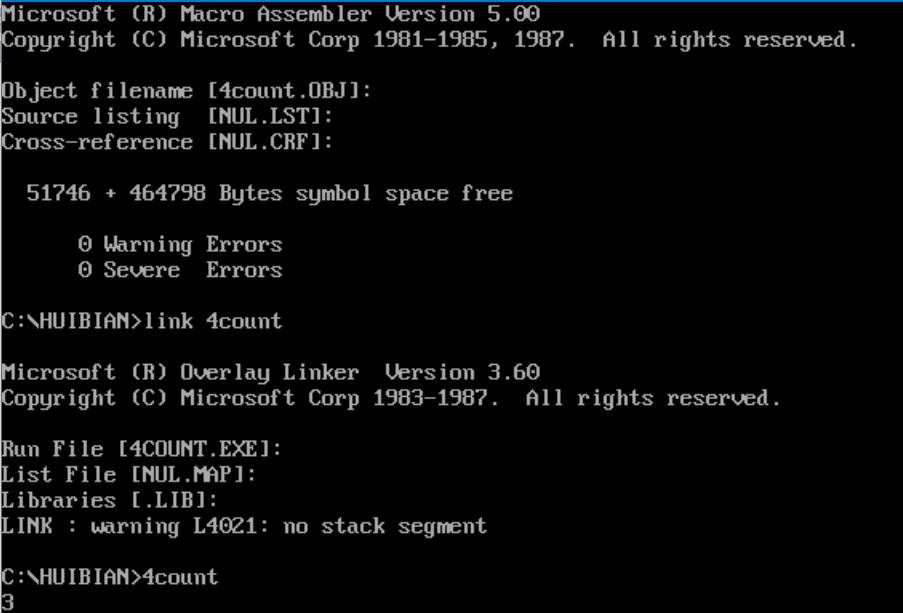 Microsoft (R) Macro Assembler Version 5.00
Copyright (C) Microsoft Corp 1981-1985, 1987.  All rights reserved.
Object filename [4count.OBJ]:
Source listing  [NUL.LST]:
Cross-reference [NUL.CRF]:
51746 + 464798 Bytes symbol space free
0 Warning Errors
0 Severe  Errors
C:\HUIBIAN>link 4count
Microsoft (R) Overlay Linker  Version 3.60
Copyright (C) Microsoft Corp 1983-1987.  All rights reserved.
Run File [4COUNT.EXE]:
List File [NUL.MAP]:
Libraries [.LIB]:
LINK : warning L4021: no stack segment
C:\HUIBIAN>4count
3